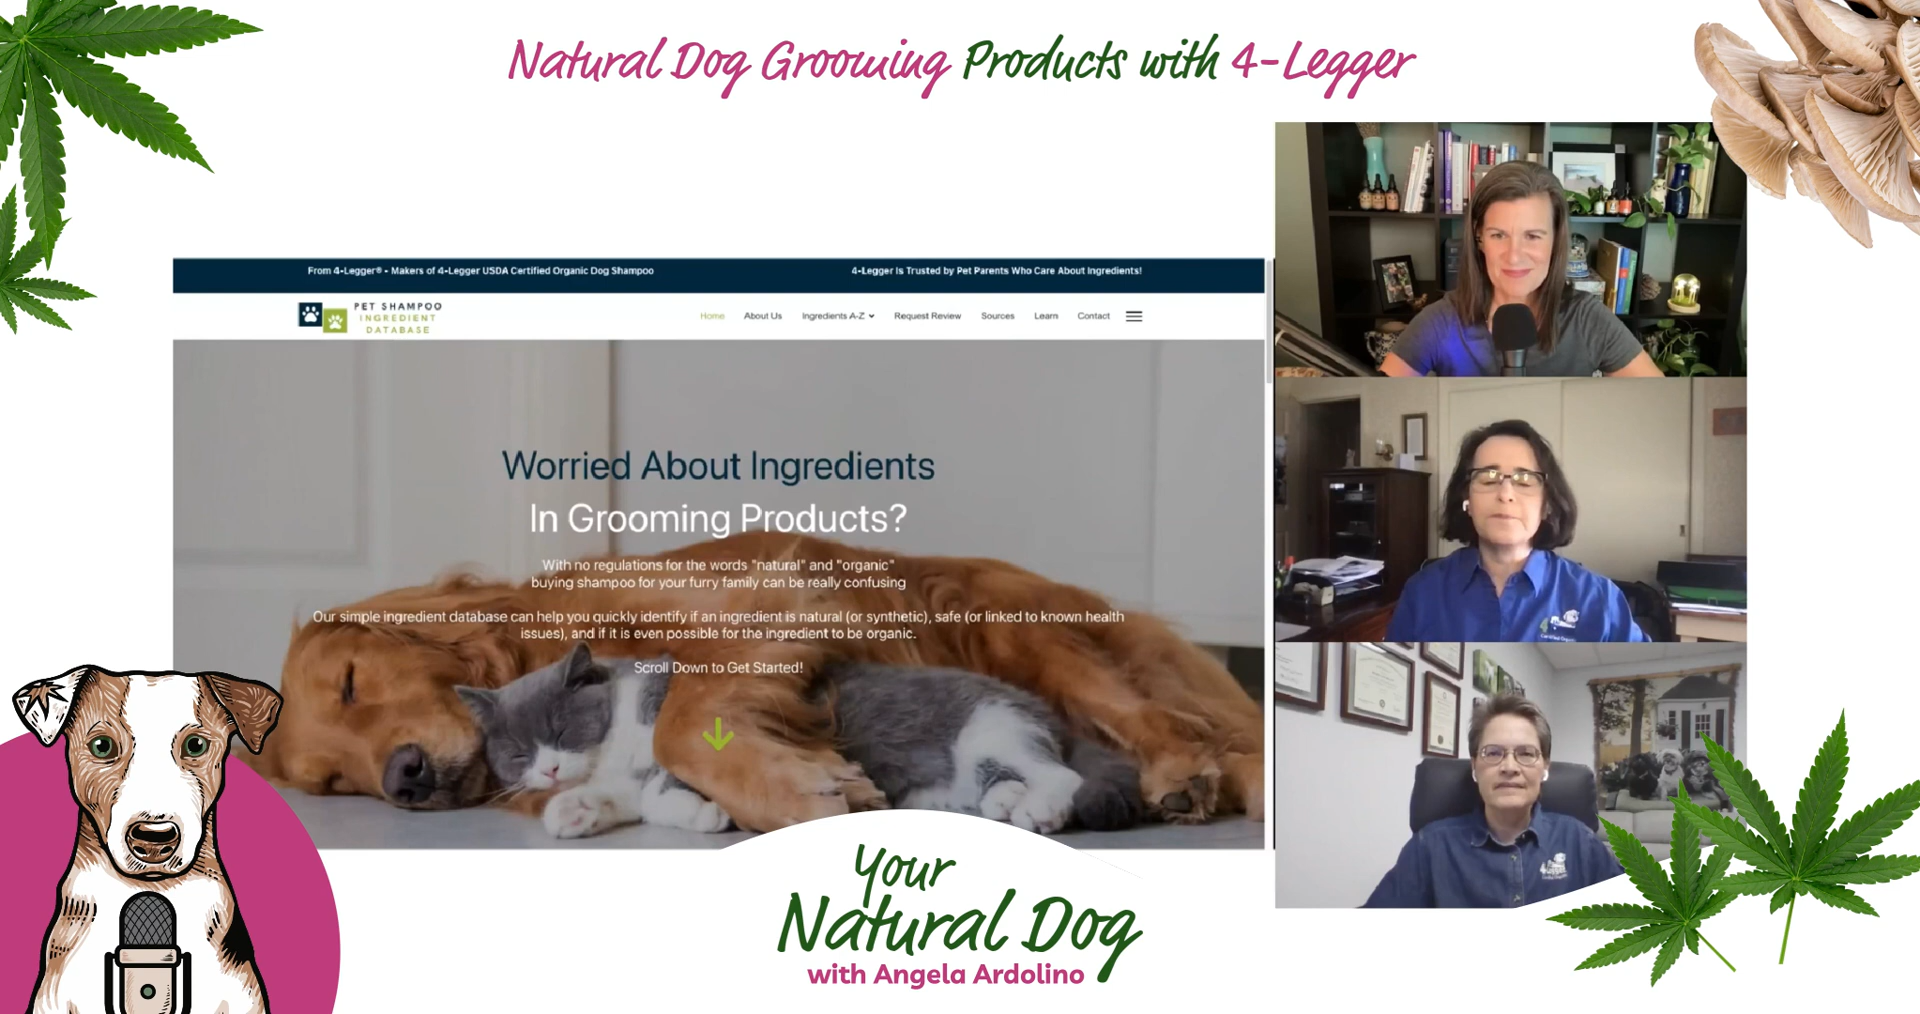 Natural Dog Grooming Products with 4-Legger
From 4-Legger® - Makers of 4-Legger USDA Certified Organic Dog Shampoo
4-Legger Is Trusted by Pet Parents Who Care About Ingredients!
PET SHAMPOO
INGREDIENT
DATABASE
Home About Us Ingredients A-Z Request Review Sources Learn Contact
Worried About Ingredients
In Grooming Products?
With no regulations for the words "natural" and "organic"
buying shampoo for your furry family can be really confusing
Our simple ingredient database can help you quickly identify if an ingredient is natural (or synthetic), safe (or linked to known health
issues), and if it is even possible for the ingredient to be organic.
Scroll Down to Get Started!
Your
Natural Dog
with Angela Ardolino